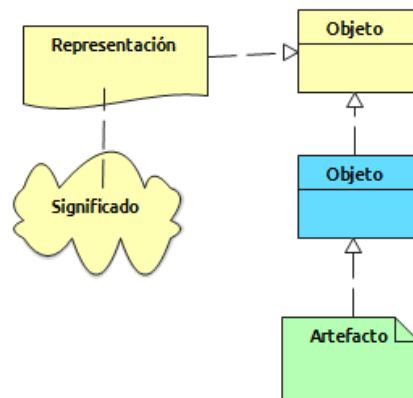 Representación
Objeto
Significado
Objeto
Artefacto